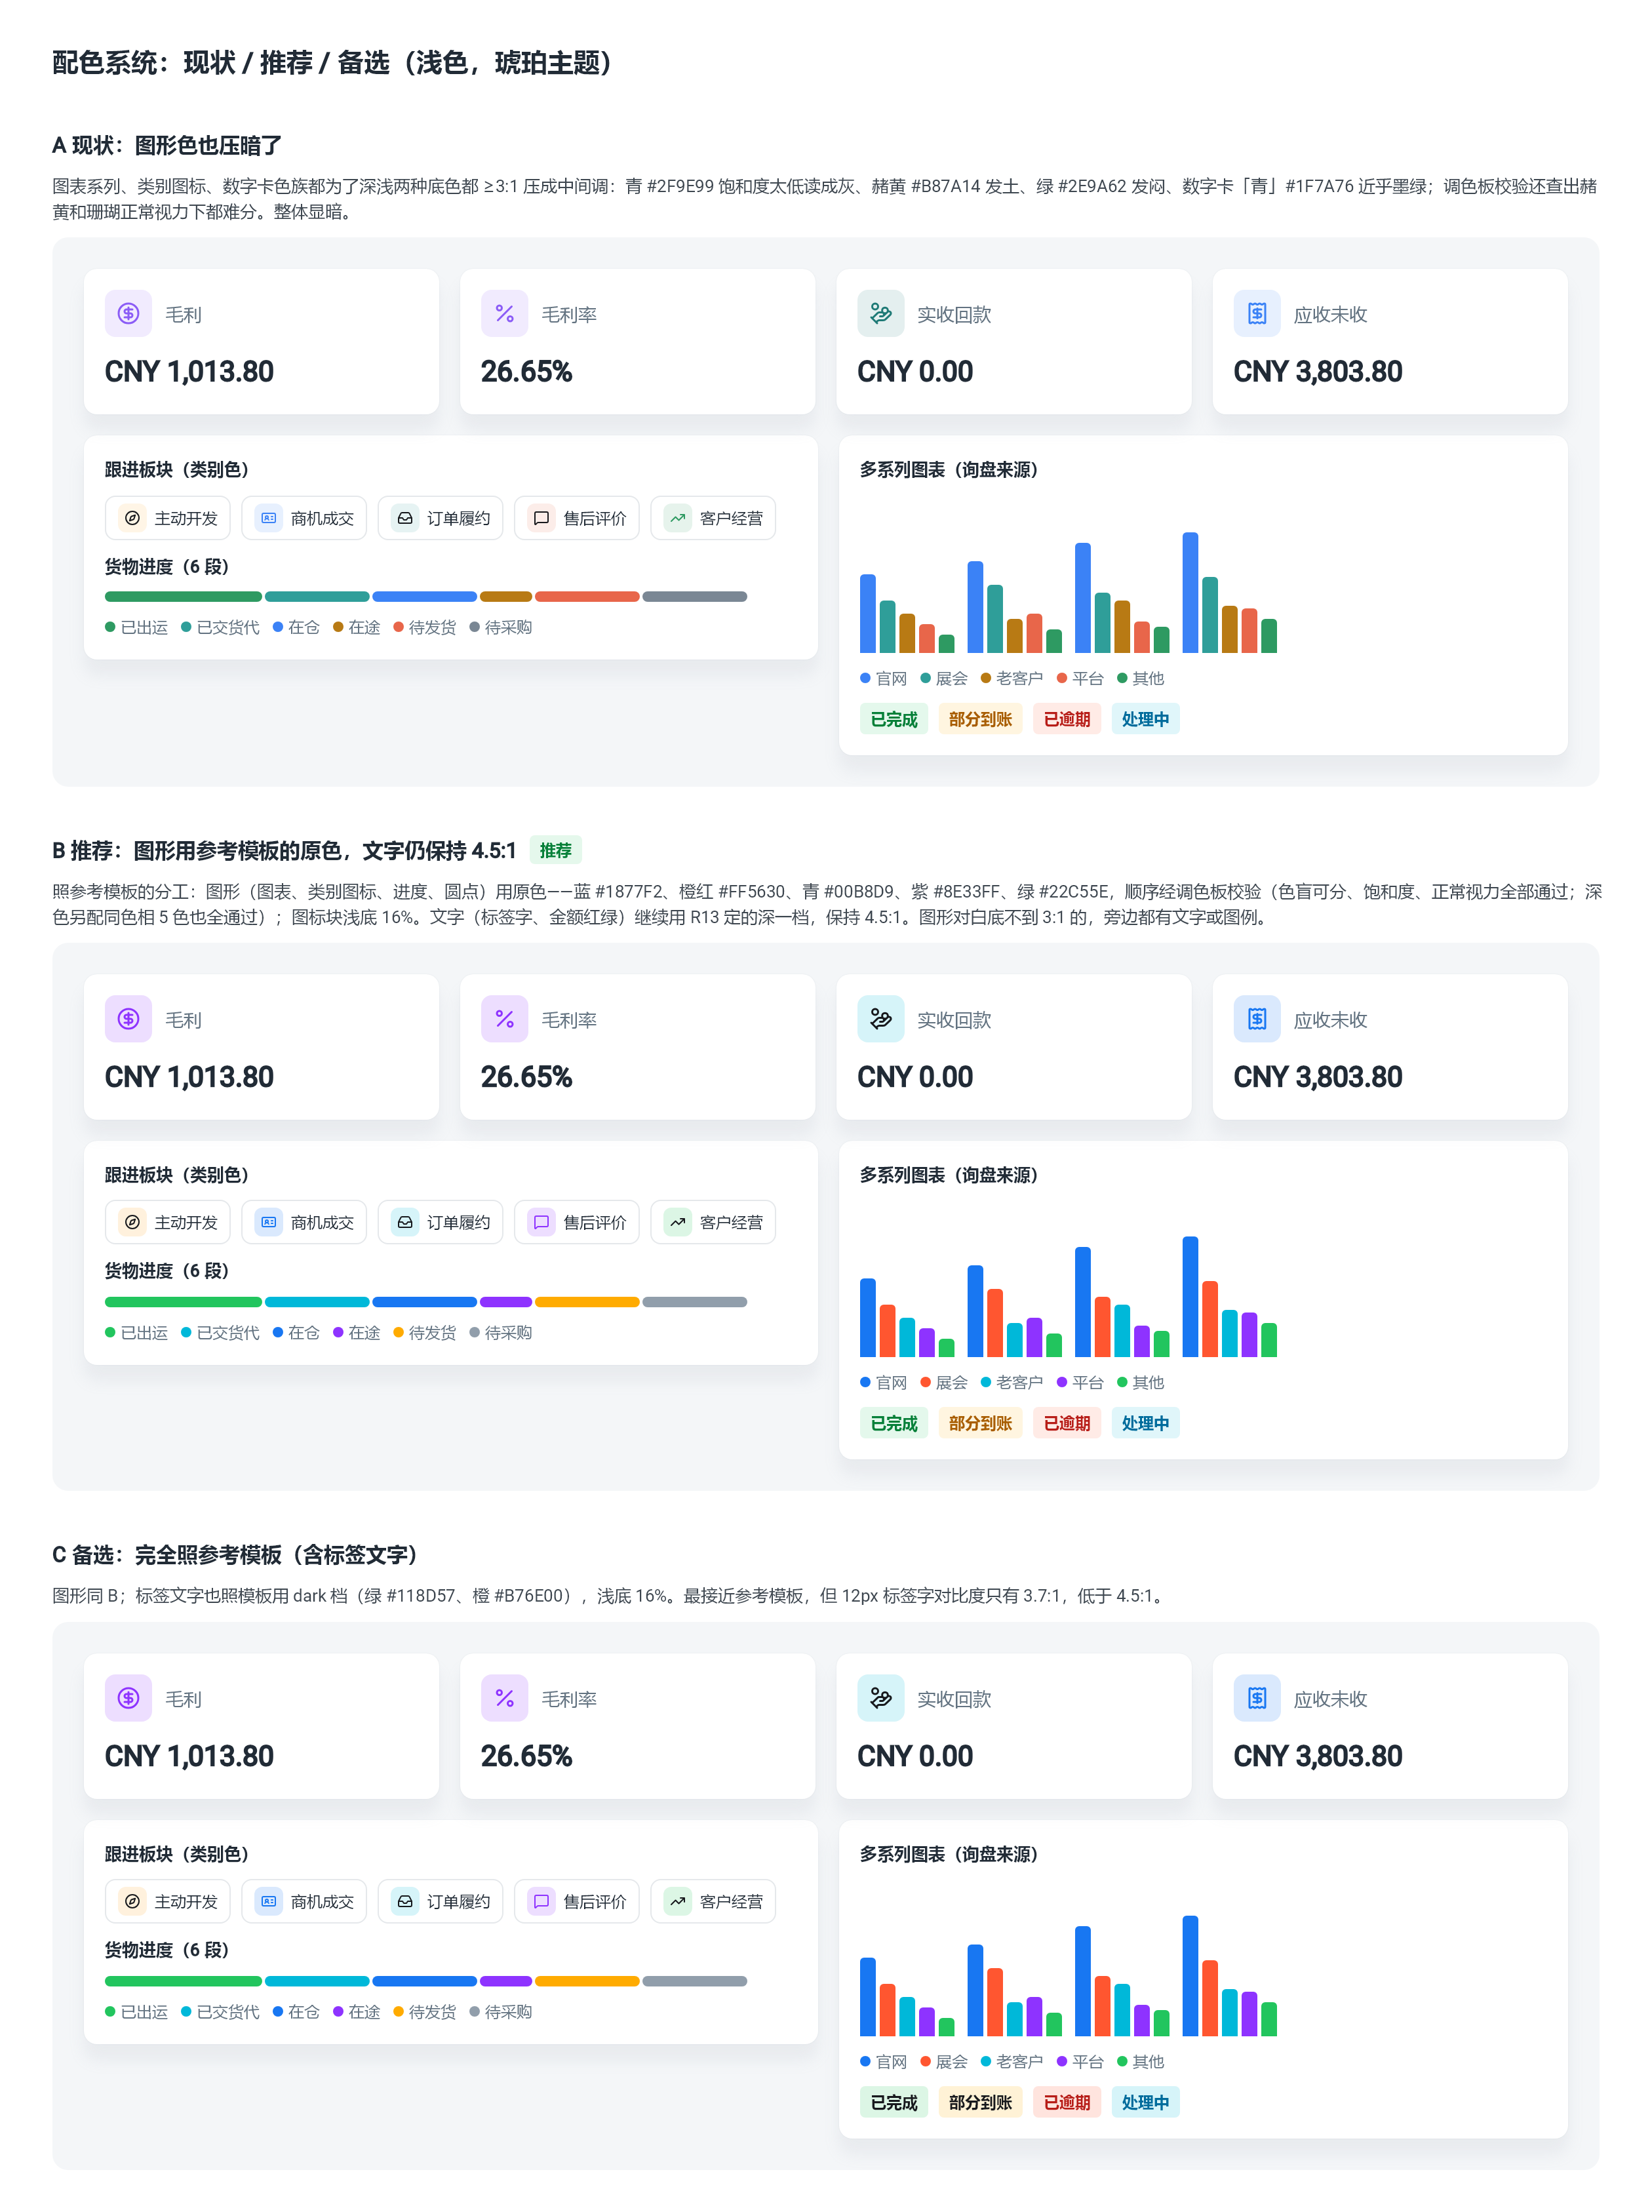 配色系统：现状 / 推荐 / 备选（浅色，琥珀主题）
A 现状：图形色也压暗了
图表系列、类别图标、数字卡色族都为了深浅两种底色都 ≥3:1 压成中间调：青 #2F9E99 饱和度太低读成灰、赭黄 #B87A14 发土、绿 #2E9A62 发闷、数字卡「青」#1F7A76 近乎墨绿；调色板校验还查出赭
黄和珊瑚正常视力下都难分。整体显暗。
毛利
毛利率
实收回款
应收未收
CNY 1,013.80
26.65%
CNY 0.00
CNY 3,803.80
跟进板块（类别色）
主动开发
商机成交
订单履约
售后评价
客户经营
货物进度（6 段）
已出运
已交货代
在仓
在途
待发货
待采购
多系列图表（询盘来源）
官网
展会
老客户
平台
其他
已完成
部分到账
已逾期
处理中
B 推荐：图形用参考模板的原色，文字仍保持 4.5:1
推荐
照参考模板的分工：图形（图表、类别图标、进度、圆点）用原色——蓝 #1877F2、橙红 #FF5630、青 #00B8D9、紫 #8E33FF、绿 #22C55E，顺序经调色板校验（色盲可分、饱和度、正常视力全部通过；深
色另配同色相 5 色也全通过）；图标块浅底 16%。文字（标签字、金额红绿）继续用 R13 定的深一档，保持 4.5:1。图形对白底不到 3:1 的，旁边都有文字或图例。
毛利
毛利率
实收回款
应收未收
CNY 1,013.80
26.65%
CNY 0.00
CNY 3,803.80
跟进板块（类别色）
主动开发
商机成交
订单履约
售后评价
客户经营
货物进度（6 段）
已出运
已交货代
在仓
在途
待发货
待采购
多系列图表（询盘来源）
官网
展会
老客户
平台
其他
已完成
部分到账
已逾期
处理中
C 备选：完全照参考模板（含标签文字）
图形同 B；标签文字也照模板用 dark 档（绿 #118D57、橙 #B76E00），浅底 16%。最接近参考模板，但 12px 标签字对比度只有 3.7:1，低于 4.5:1。
毛利
毛利率
实收回款
应收未收
CNY 1,013.80
26.65%
CNY 0.00
CNY 3,803.80
跟进板块（类别色）
主动开发
商机成交
订单履约
售后评价
客户经营
货物进度（6 段）
已出运
已交货代
在仓
在途
待发货
待采购
多系列图表（询盘来源）
官网
展会
老客户
平台
其他
已完成
部分到账
已逾期
处理中